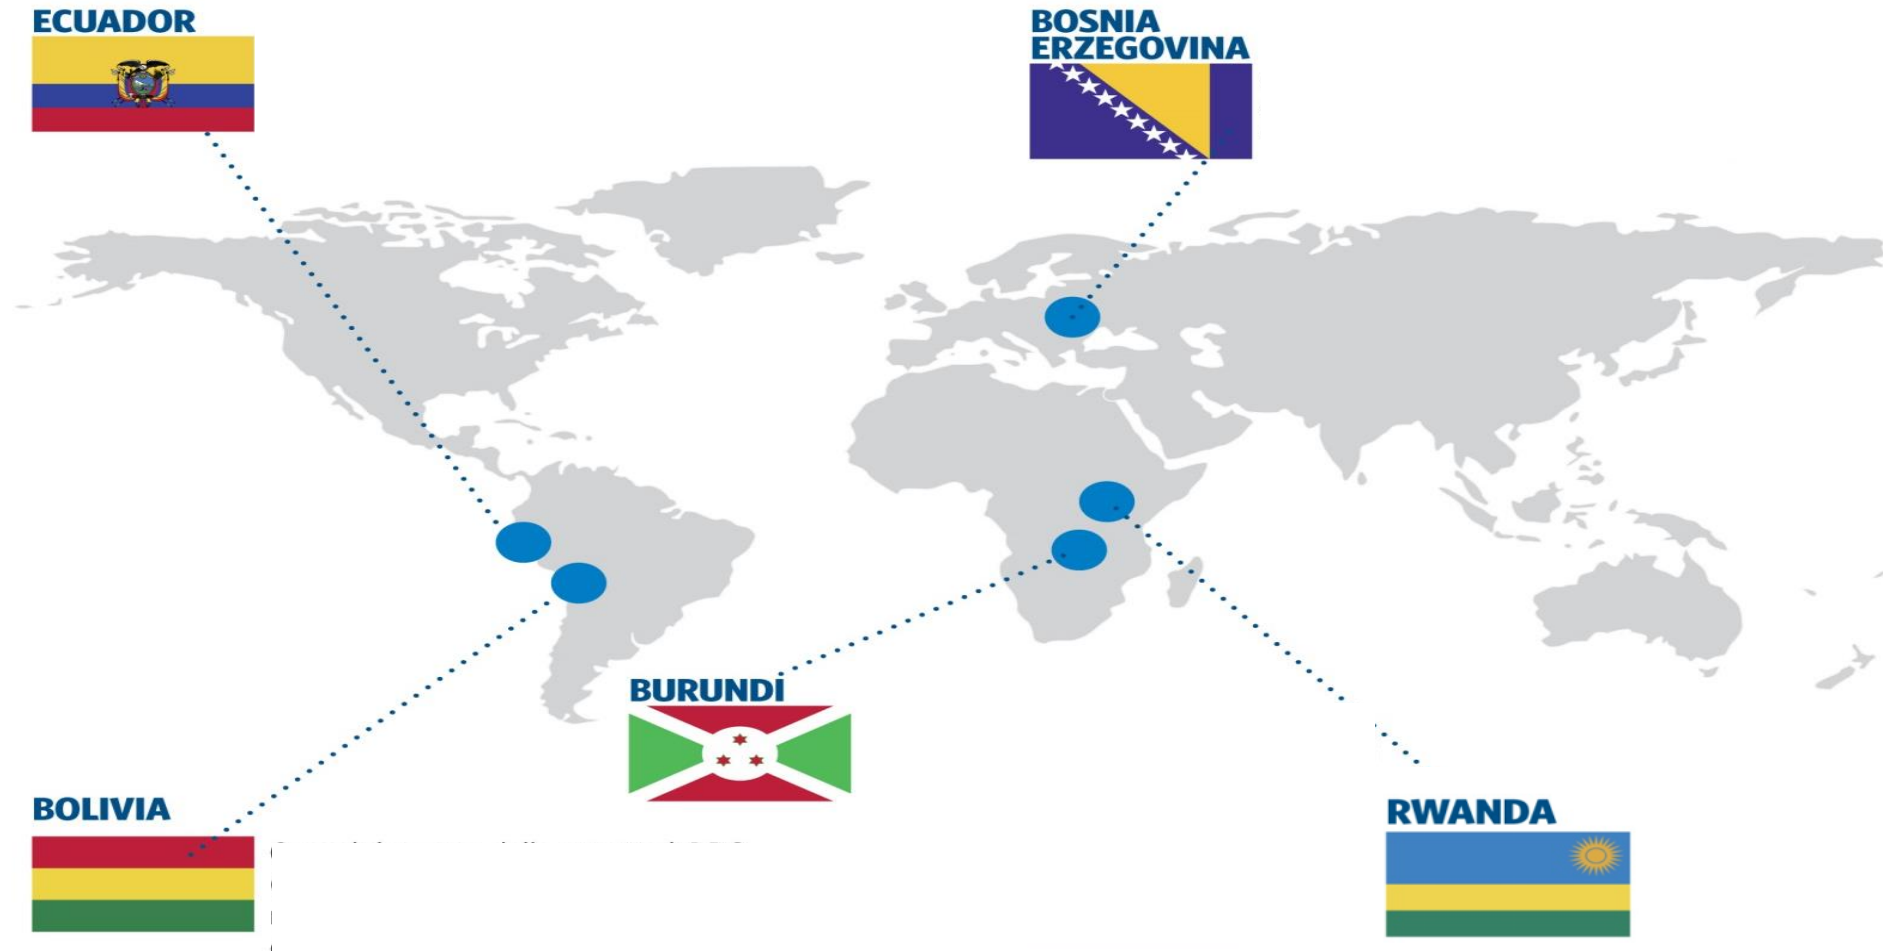 ECUADOR
BOSNIA
ERZEGOVINA
BURUNDİ
BOLIVIA
RWANDA